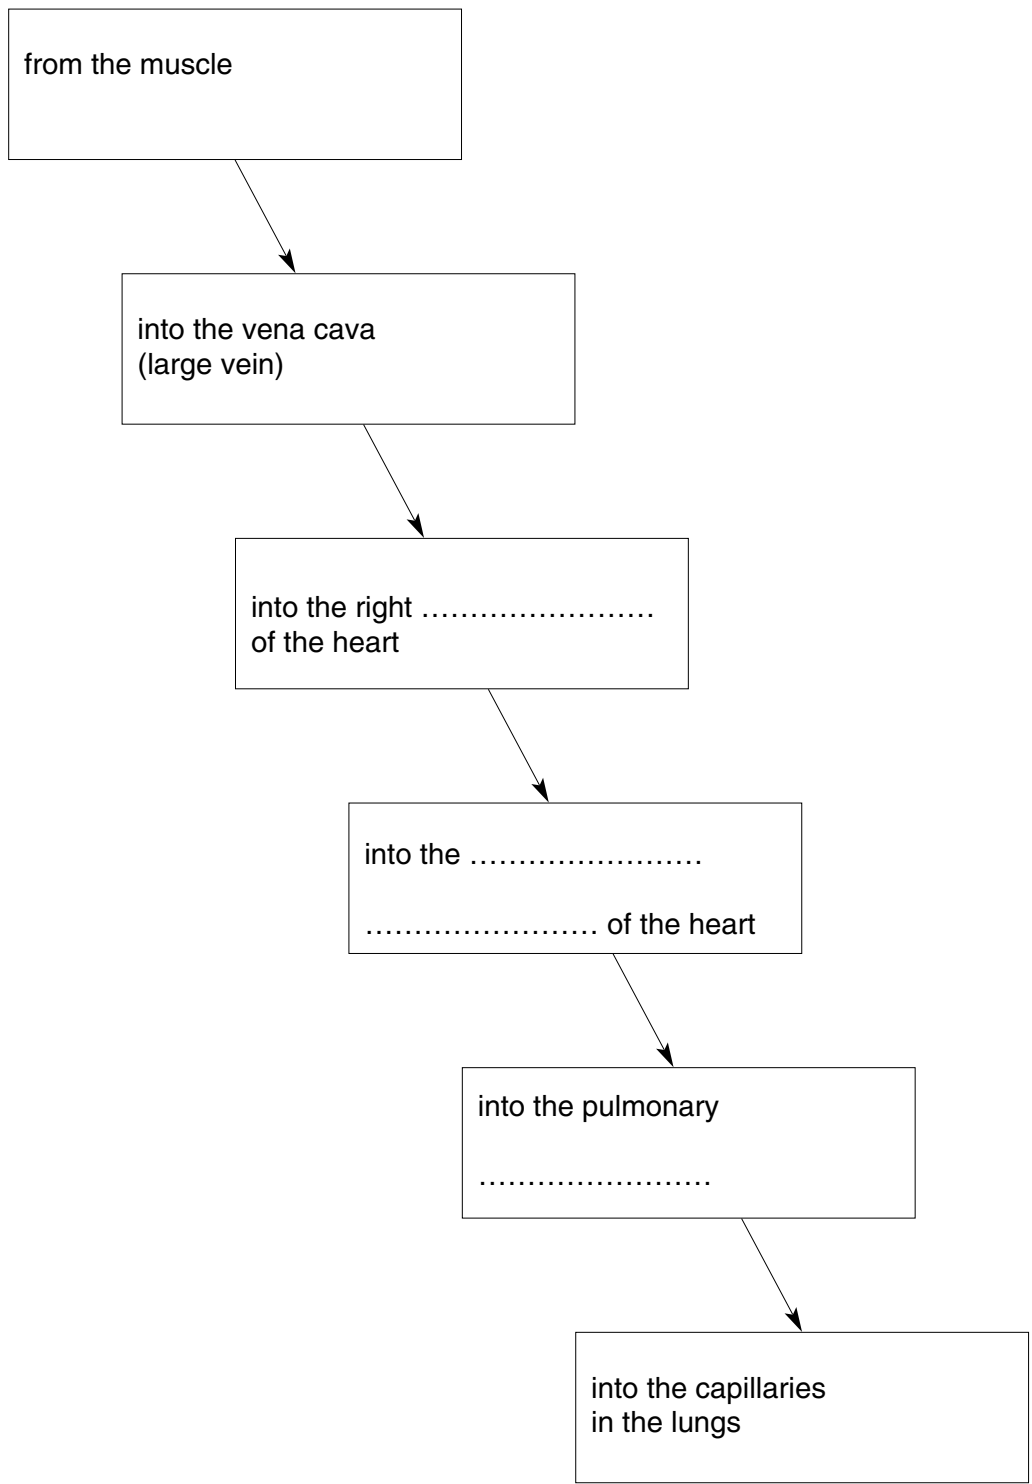 from the muscle
into the vena cava
(large vein)
into the right ........................
of the heart
into the ........................
........................ of the heart
into the pulmonary
........................
into the capillaries
in the lungs